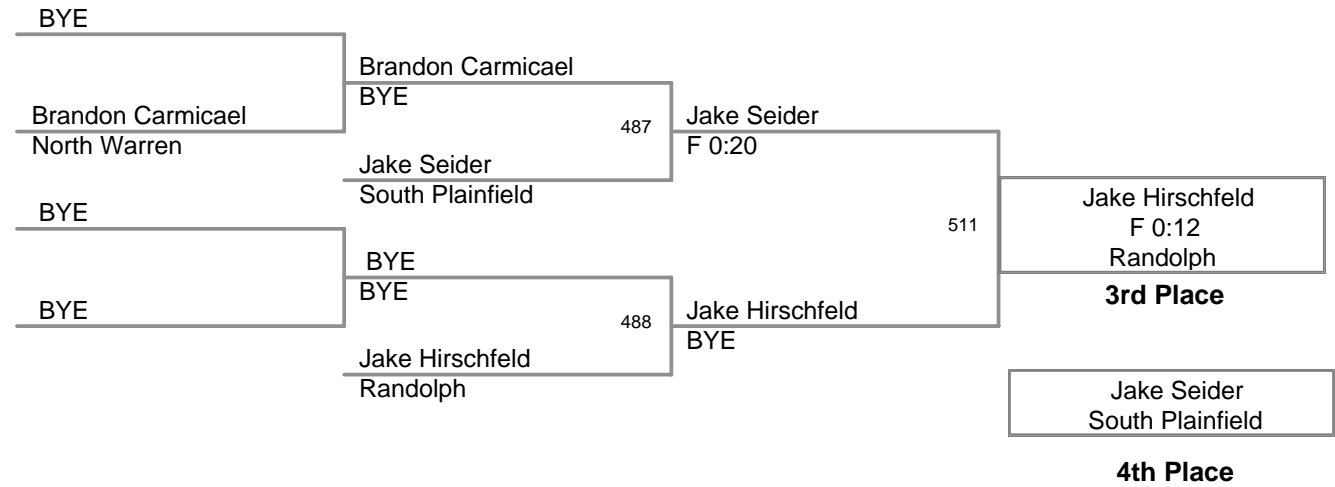 BYE
Brandon Carmicael
North Warren
BYE
BYE
Brandon Carmicael
BYE
Jake Seider
South Plainfield
BYE
BYE
Jake Hirschfeld
Randolph
487
488
Jake Seider
F 0:20
Jake Hirschfeld
BYE
511
Jake Hirschfeld
F 0:12
Randolph
3rd Place
Jake Seider
South Plainfield
4th Place